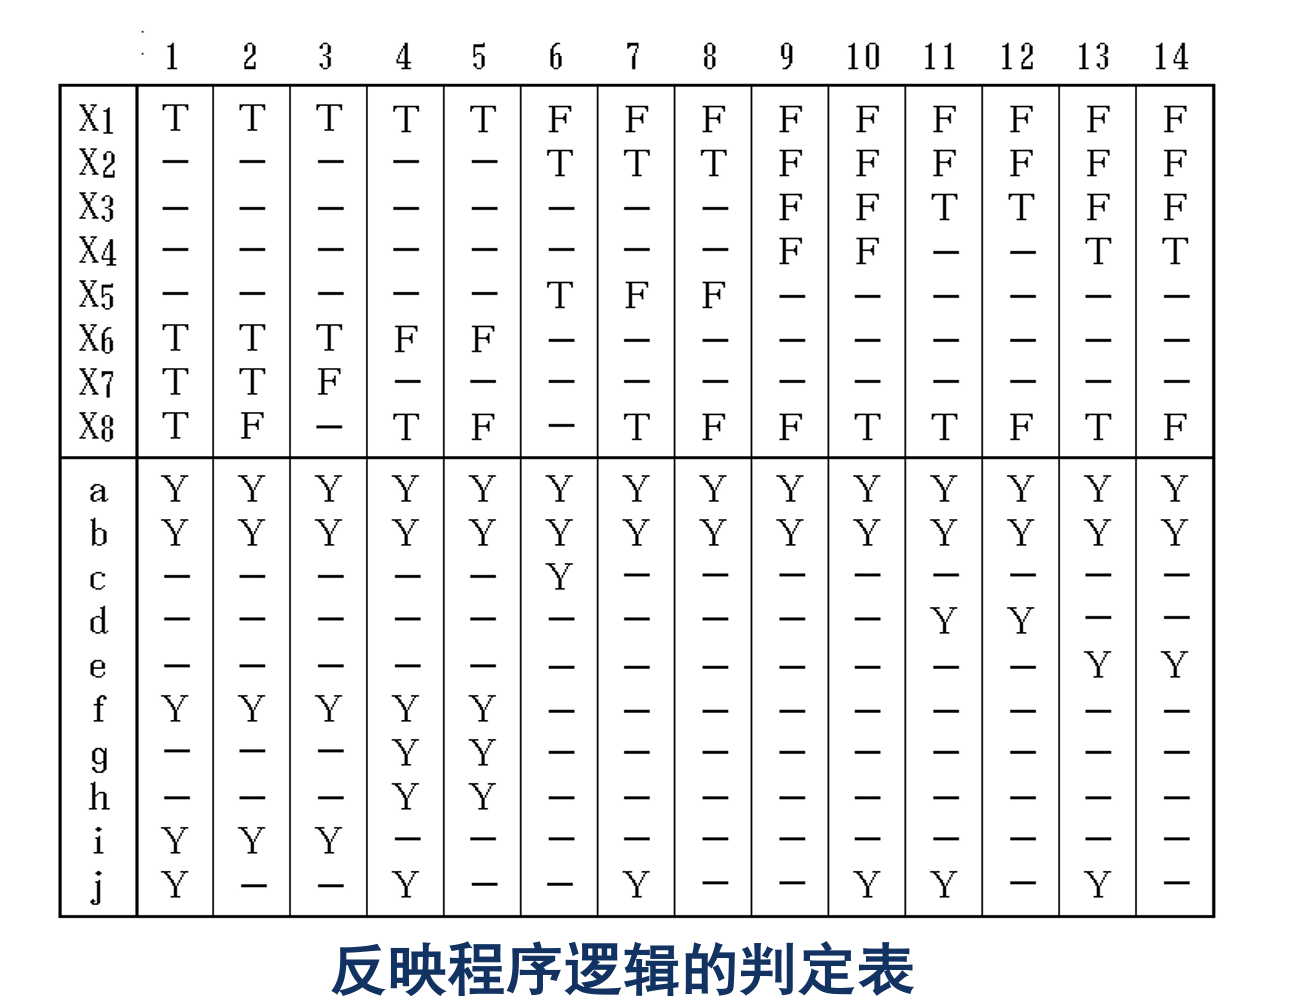 1 2 3 4 5 6 7 8 9 10 11 12 13 14
X1 T T T T T F F F F F F F F F
X2 — — — — — T T T F F F F F F
X3 — — — — — — — — F F T T F F
X4 — — — — — — — — F F — — T T
X5 — — — — — T F F — — — — — —
X6 T T T F F — — — — — — — — —
X7 T T F — — — — — — — — — — —
X8 T F — T F — T F F T T F T F
a Y Y Y Y Y Y Y Y Y Y Y Y Y Y
b Y Y Y Y Y Y Y Y Y Y Y Y Y Y
c — — — — — Y — — — — — — — —
d — — — — — — — — — — Y Y — —
e — — — — — — — — — — — — Y Y
f Y Y Y Y Y — — — — — — — — —
g — — — Y Y — — — — — — — — —
h — — — Y Y — — — — — — — — —
i Y Y Y — — — — — — — — — — —
j Y — — Y — — Y — — Y Y — Y —
反映程序逻辑的判定表